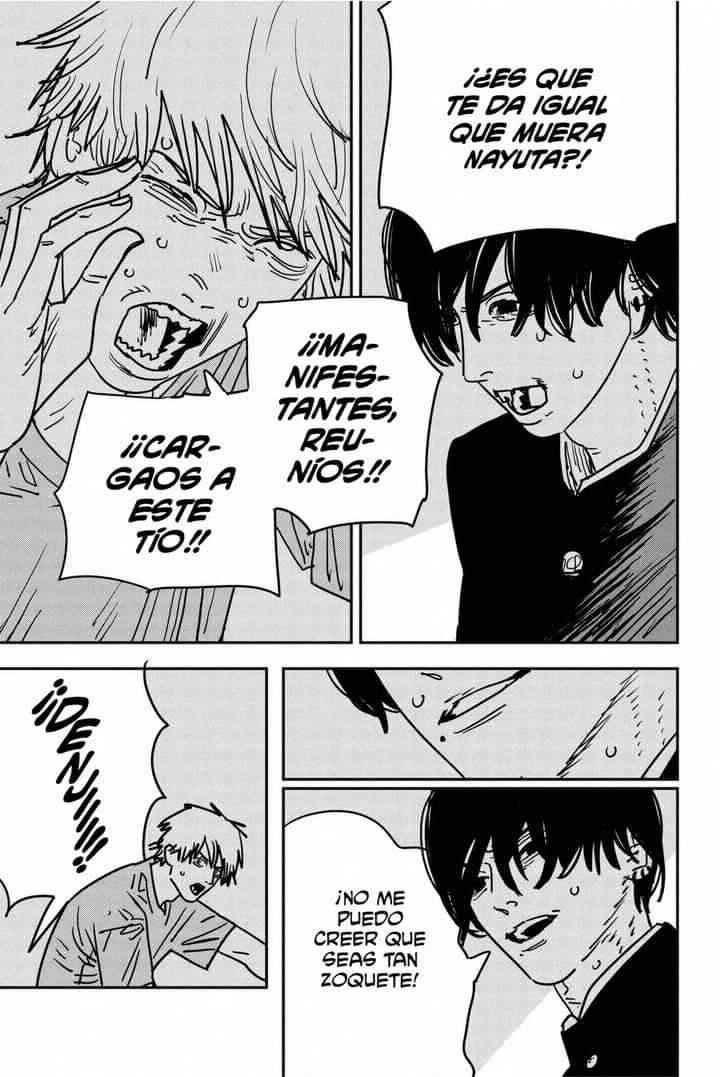 ¡¿ES QUE
TE DA IGUAL
QUE MUERA
NAYUTA?!
¡¡MA-
NIFES-
TANTES,
REU-
NÍOS!!
¡¡CAR-
GAOS A
ESTE
TÍO!!
¡NO ME
PUEDO
CREER QUE
SEAS TAN
ZOQUETE!
¡¡DENJIII!!!